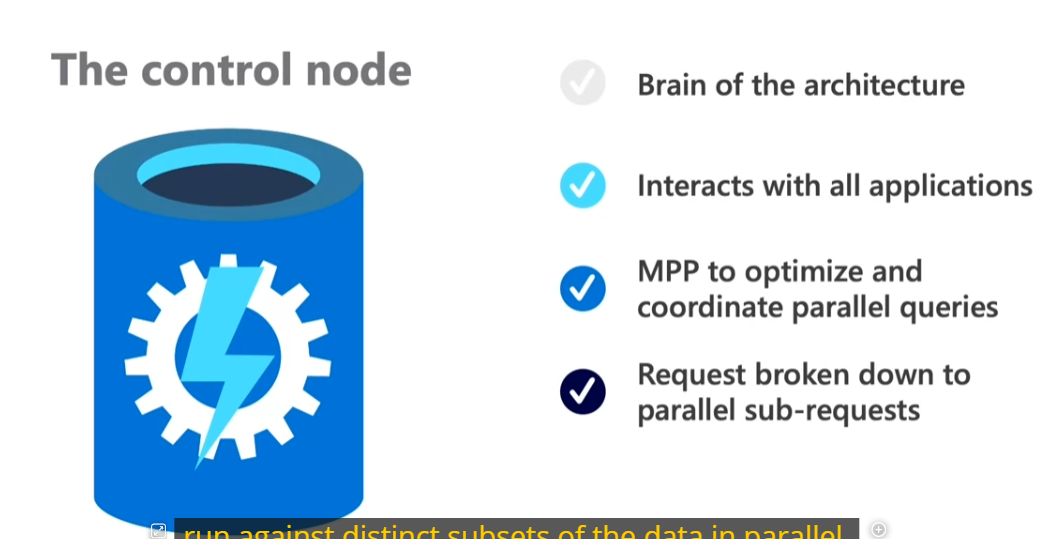 The control node
Brain of the architecture
Interacts with all applications
MPP to optimize and
coordinate parallel queries
Request broken down to
parallel sub-requests
run against distinct subsets of the data in parallel.